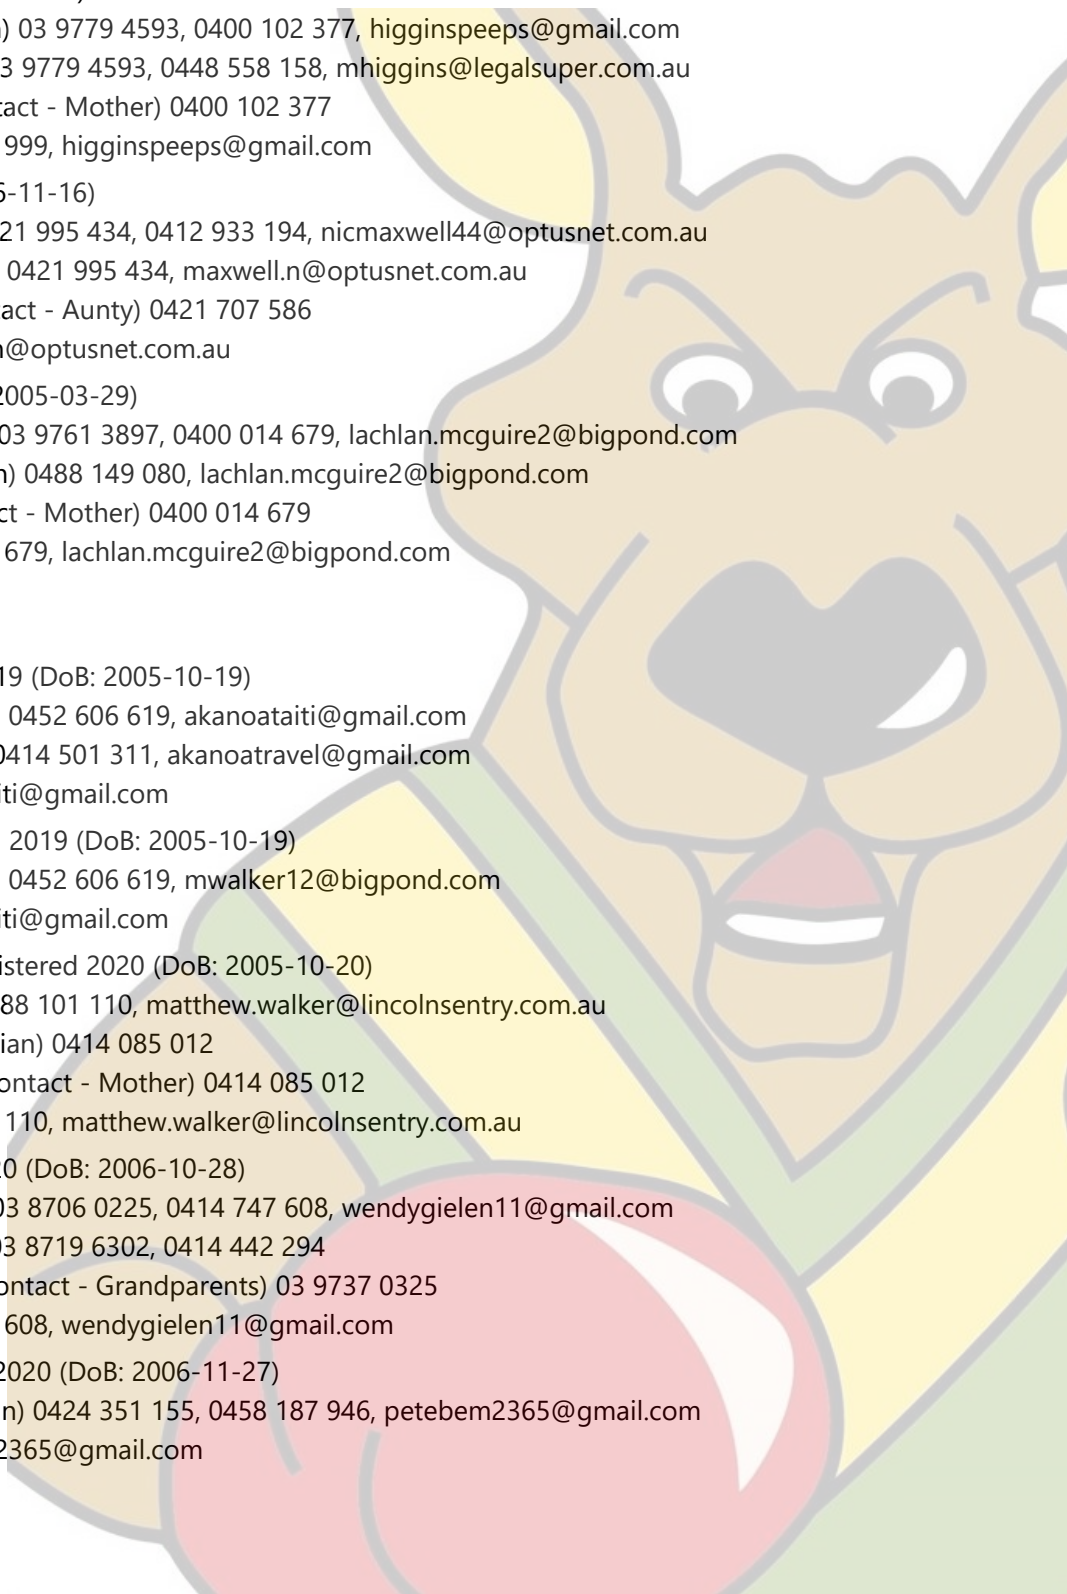 ) 03 9779 4593, 0400 102 377, higginspeeps@gmail.com
3 9779 4593, 0448 558 158, mhiggins@legalsuper.com.au
tact - Mother) 0400 102 377
999, higginspeeps@gmail.com
6-11-16)
21 995 434, 0412 933 194, nicmaxwell44@optusnet.com.au
0421 995 434, maxwell.n@optusnet.com.au
act - Aunty) 0421 707 586
n@optusnet.com.au
2005-03-29)
03 9761 3897, 0400 014 679, lachlan.mcguire2@bigpond.com
n) 0488 149 080, lachlan.mcguire2@bigpond.com
ct - Mother) 0400 014 679
679, lachlan.mcguire2@bigpond.com
19 (DoB: 2005-10-19)
0452 606 619, akanoataiti@gmail.com
0414 501 311, akanoatravel@gmail.com
iti@gmail.com
2019 (DoB: 2005-10-19)
0452 606 619, mwalker12@bigpond.com
iti@gmail.com
istered 2020 (DoB: 2005-10-20)
88 101 110, matthew.walker@lincolnsentry.com.au
ian) 0414 085 012
ontact - Mother) 0414 085 012
110, matthew.walker@lincolnsentry.com.au
20 (DoB: 2006-10-28)
03 8706 0225, 0414 747 608, wendygielen11@gmail.com
03 8719 6302, 0414 442 294
ontact - Grandparents) 03 9737 0325
608, wendygielen11@gmail.com
2020 (DoB: 2006-11-27)
n) 0424 351 155, 0458 187 946, petebem2365@gmail.com
2365@gmail.com